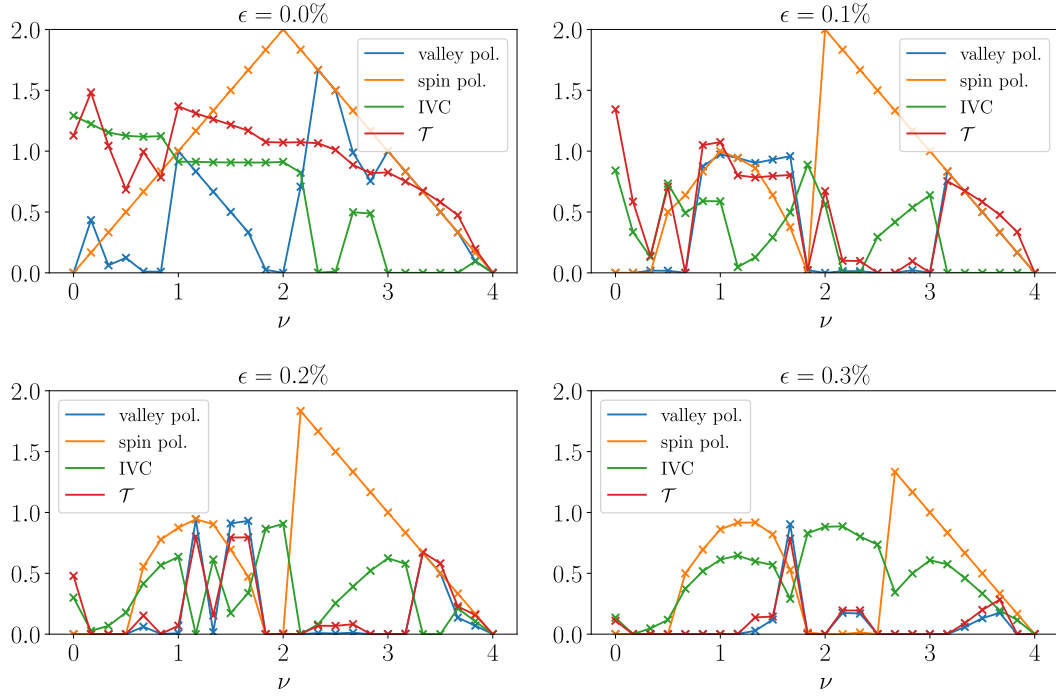 ϵ = 0.0%
2.0
1.5
1.0
0.5
0.0
valley pol.
spin pol.
IVC
𝒯
0 1 2 3 4
ν
ϵ = 0.1%
2.0
1.5
1.0
0.5
0.0
valley pol.
spin pol.
IVC
𝒯
0 1 2 3 4
ν
ϵ = 0.2%
2.0
1.5
1.0
0.5
0.0
valley pol.
spin pol.
IVC
𝒯
0 1 2 3 4
ν
ϵ = 0.3%
2.0
1.5
1.0
0.5
0.0
valley pol.
spin pol.
IVC
𝒯
0 1 2 3 4
ν